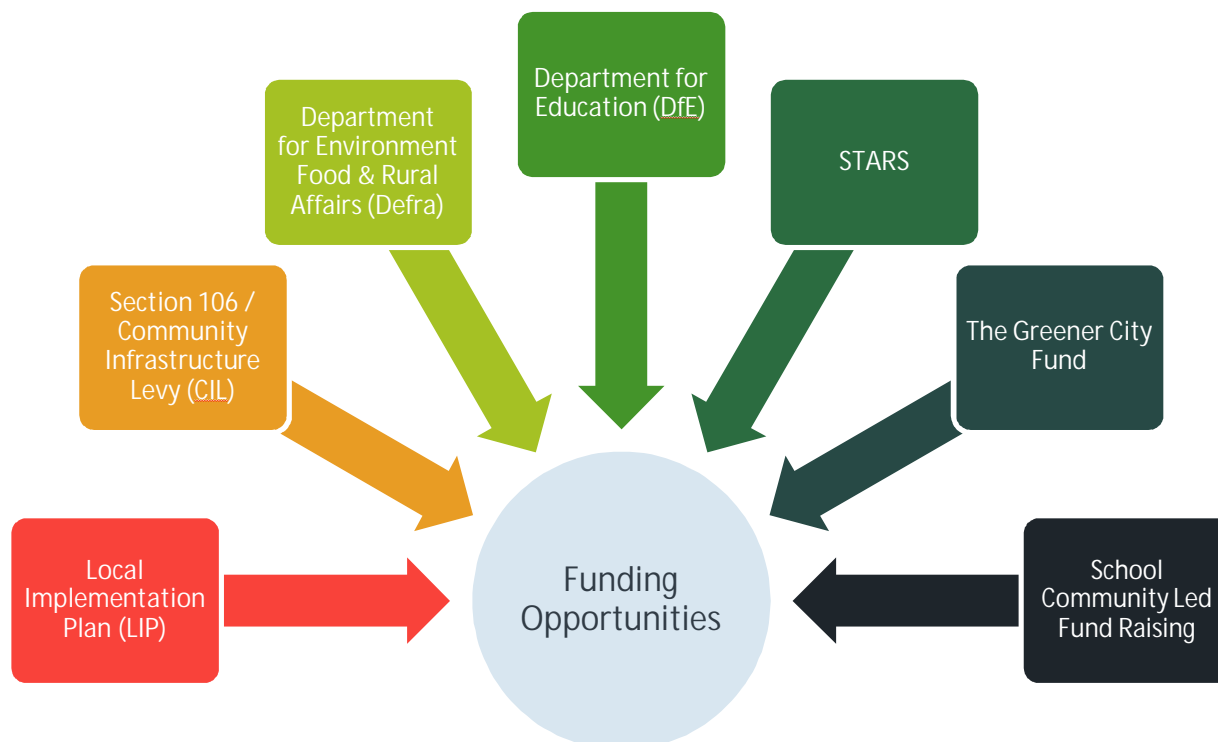 Department for
Education (DfE)
Department
for Environment
Food & Rural
Affairs (Defra)
STARS
Section 106 /
Community
Infrastructure
Levy (CIL)
The Greener City
Fund
Local
Implementation
Plan (LIP)
Funding
Opportunities
School
Community Led
Fund Raising